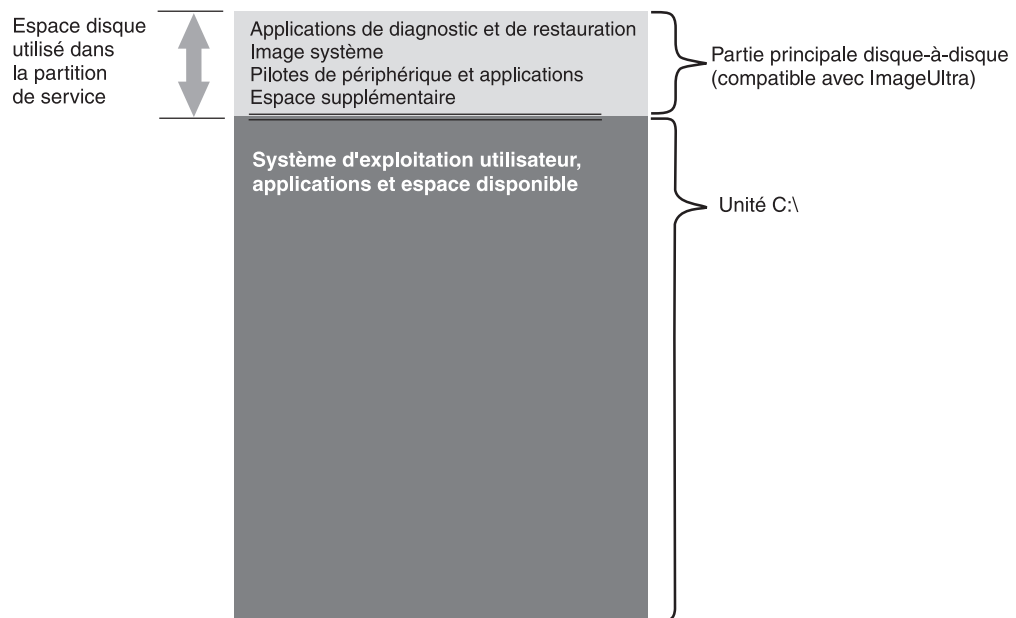 Espace disque
utilisé dans
la partition
de service
Applications de diagnostic et de restauration
Image système
Pilotes de périphérique et applications
Espace supplémentaire
Partie principale disque-à-disque
(compatible avec ImageUltra)
Système d'exploitation utilisateur,
applications et espace disponible
Unité C:\